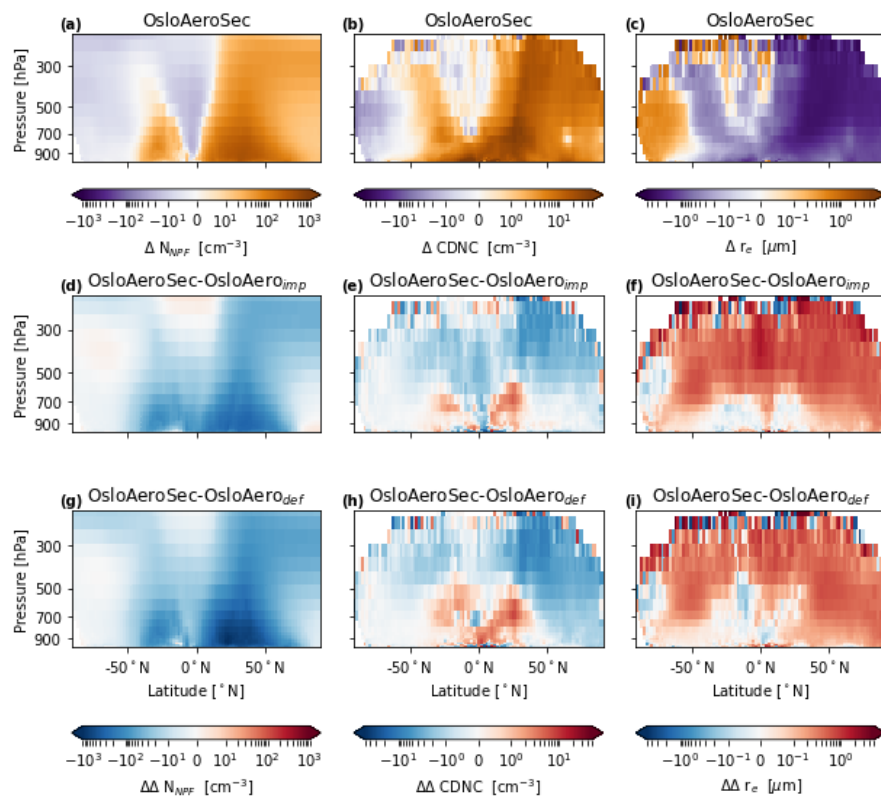 (a) OsloAeroSec (b) OsloAeroSec (c) OsloAeroSec
Pressure [hPa]
300
500
700
900
−10³ −10² −10¹ 0 10¹ 10² 10³
Δ N_NPF [cm⁻³]
−10¹ −10⁰ 0 10⁰ 10¹
Δ CDNC [cm⁻³]
−10⁰ −10⁻¹ 0 10⁻¹ 10⁰
Δ r_e [μm]
(d) OsloAeroSec-OsloAero_imp (e) OsloAeroSec-OsloAero_imp (f) OsloAeroSec-OsloAero_imp
Pressure [hPa]
300
500
700
900
(g) OsloAeroSec-OsloAero_def (h) OsloAeroSec-OsloAero_def (i) OsloAeroSec-OsloAero_def
Pressure [hPa]
300
500
700
900
-50°N 0°N 50°N -50°N 0°N 50°N -50°N 0°N 50°N
Latitude [°N] Latitude [°N] Latitude [°N]
−10³ −10² −10¹ 0 10¹ 10² 10³
ΔΔ N_NPF [cm⁻³]
−10¹ −10⁰ 0 10⁰ 10¹
ΔΔ CDNC [cm⁻³]
−10⁰ −10⁻¹ 0 10⁻¹ 10⁰
ΔΔ r_e [μm]